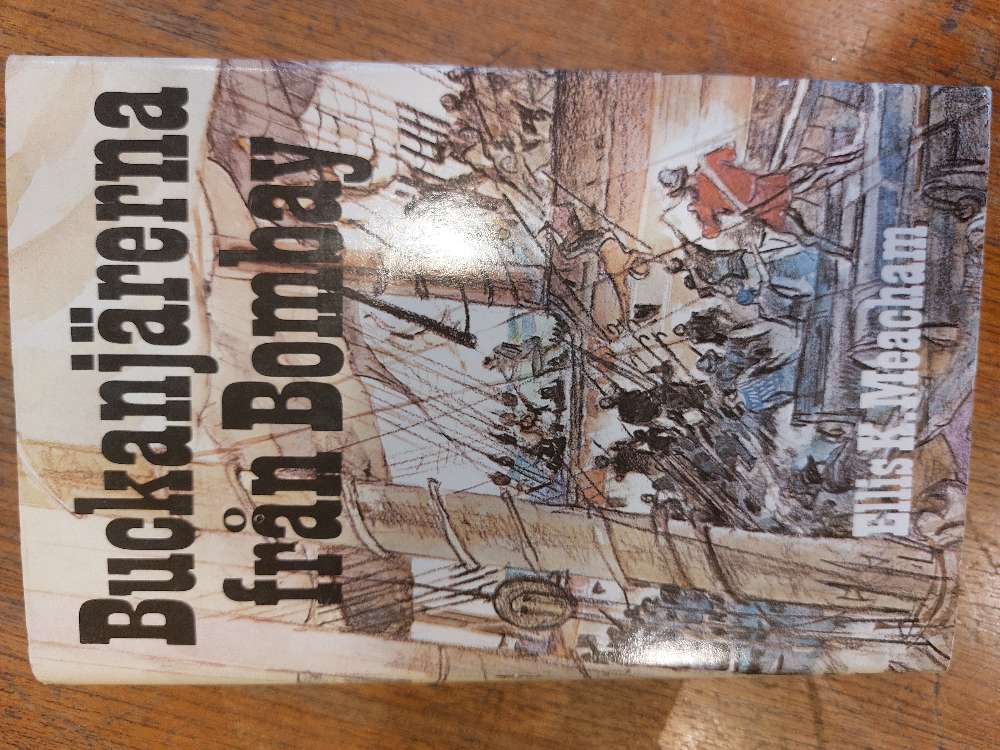 Buckanjärerna
från Bombay
Ellis K. Meacham